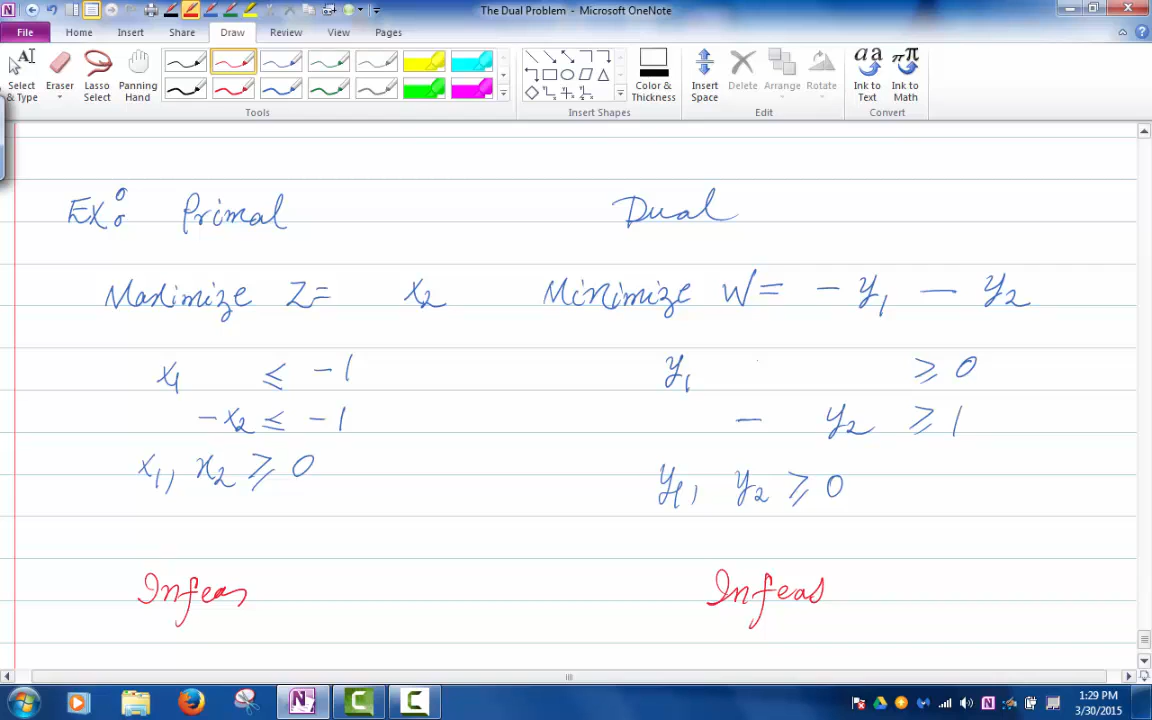 The Dual Problem - Microsoft OneNote
File Home Insert Share Draw Review View Pages
Select & Type
Eraser
Lasso Select
Panning Hand
Color & Thickness
Insert Space
Delete
Arrange
Rotate
Ink to Text
Ink to Math
Tools
Insert Shapes
Edit
Convert
Ex: Primal Dual
Maximize Z = x2 Minimize W = - y1 - y2
x1 ≤ -1 y1 ≥ 0
-x2 ≤ -1 - y2 ≥ 1
x1, x2 ≥ 0 y1, y2 ≥ 0
Infeas Infeas
1:29 PM
3/30/2015